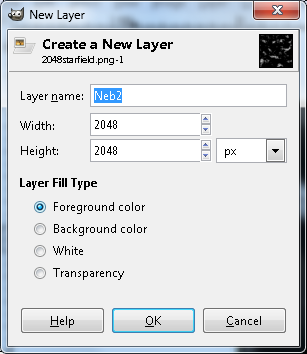 New Layer
Create a New Layer
2048starfield.png-1
Layer name: Neb2
Width: 2048
Height: 2048 px
Layer Fill Type
Foreground color
Background color
White
Transparency
Help OK Cancel